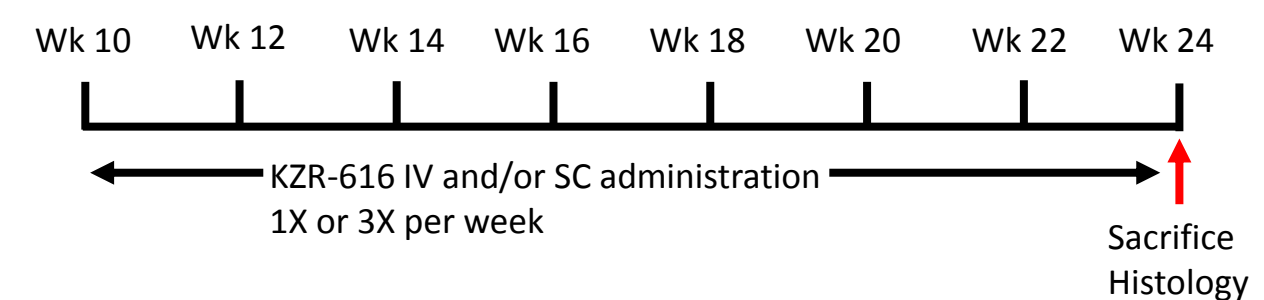 Wk 10 Wk 12 Wk 14 Wk 16 Wk 18 Wk 20 Wk 22 Wk 24
KZR-616 IV and/or SC administration
1X or 3X per week
Sacrifice
Histology